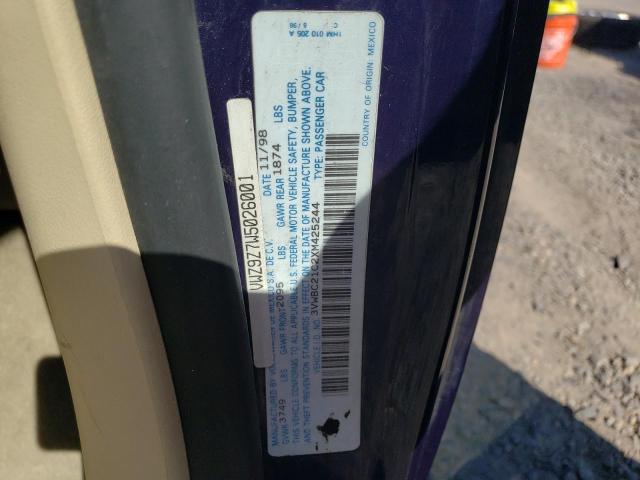 VWZ9Z7W5026001
MANUFACTURED BY MEXICO S.A. DE C.V. DATE 11/98
GVWR 3749 LBS GAWR FRONT 2095 LBS GAWR REAR 1874 LBS
THIS VEHICLE CONFORMS TO ALL APPLICABLE U.S. FEDERAL MOTOR VEHICLE SAFETY, BUMPER,
AND THEFT PREVENTION STANDARDS IN EFFECT ON THE DATE OF MANUFACTURE SHOWN ABOVE.
VEHICLE I.D. NO. 3VWBC21C2XM425244 TYPE: PASSENGER CAR
COUNTRY OF ORIGIN: MEXICO
1HM 010 205 A
C 8/98